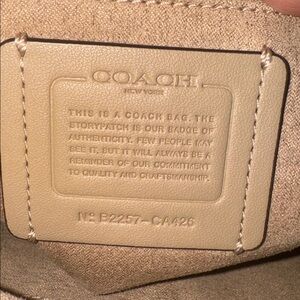 COACH
NEW YORK
THIS IS A COACH BAG. THE
STORYPATCH IS OUR BADGE OF
AUTHENTICITY. FEW PEOPLE MAY
SEE IT, BUT IT WILL ALWAYS BE A
REMINDER OF OUR COMMITMENT
TO QUALITY AND CRAFTSMANSHIP.
Nº B2257-CA426